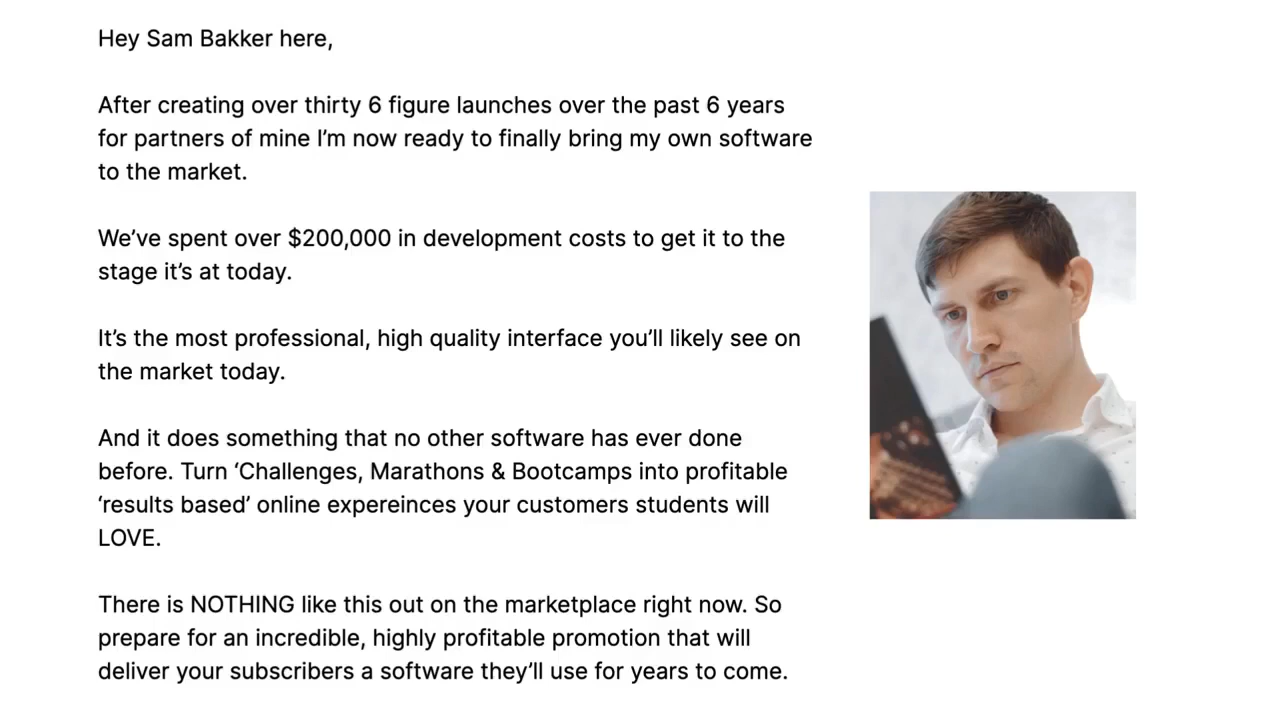 Hey Sam Bakker here,
After creating over thirty 6 figure launches over the past 6 years
for partners of mine I’m now ready to finally bring my own software
to the market.
We’ve spent over $200,000 in development costs to get it to the
stage it’s at today.
It’s the most professional, high quality interface you’ll likely see on
the market today.
And it does something that no other software has ever done
before. Turn ‘Challenges, Marathons & Bootcamps into profitable
‘results based’ online expereinces your customers students will
LOVE.
There is NOTHING like this out on the marketplace right now. So
prepare for an incredible, highly profitable promotion that will
deliver your subscribers a software they’ll use for years to come.